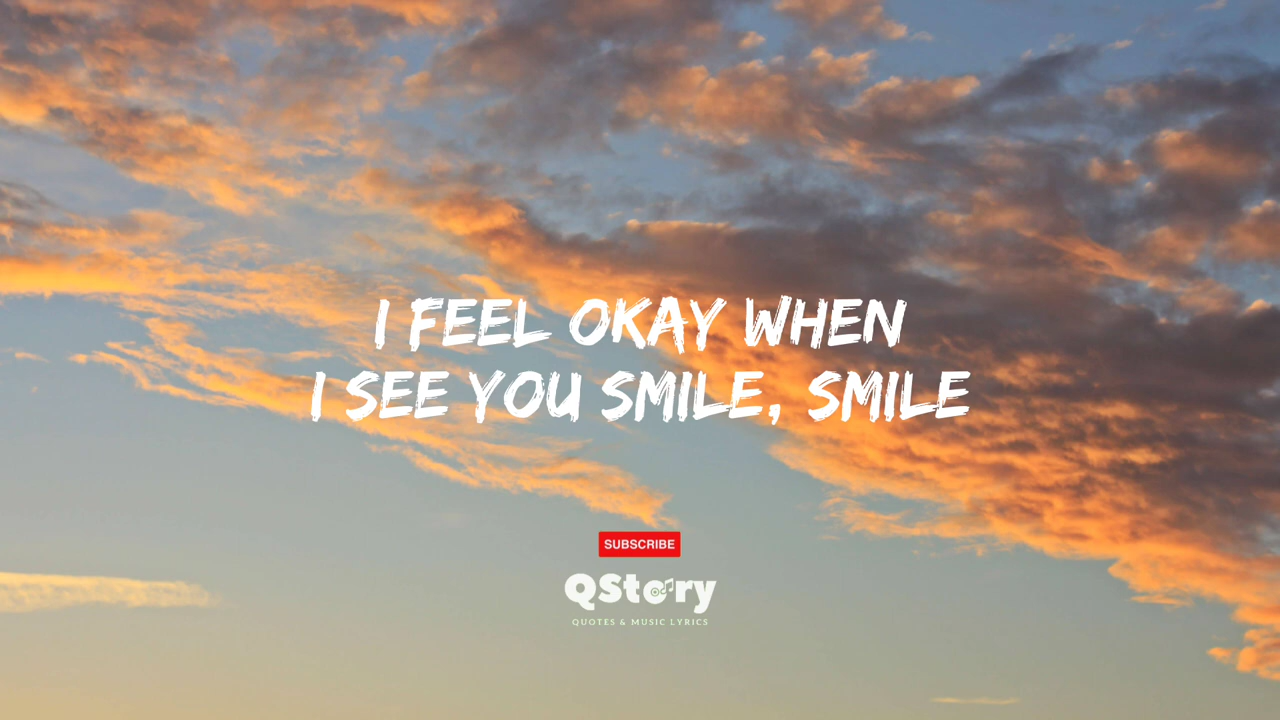 I FEEL OKAY WHEN
I SEE YOU SMILE, SMILE
SUBSCRIBE
QStory
QUOTES & MUSIC LYRICS